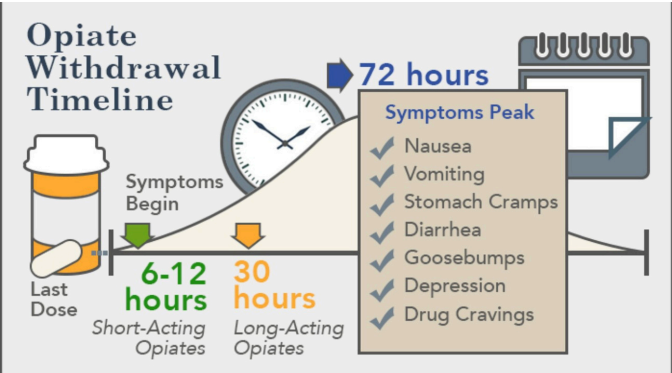 Opiate
Withdrawal
Timeline
72 hours
Symptoms Peak
Nausea
Vomiting
Stomach Cramps
Diarrhea
Goosebumps
Depression
Drug Cravings
Symptoms
Begin
Last
Dose
6-12
hours
Short-Acting
Opiates
30
hours
Long-Acting
Opiates